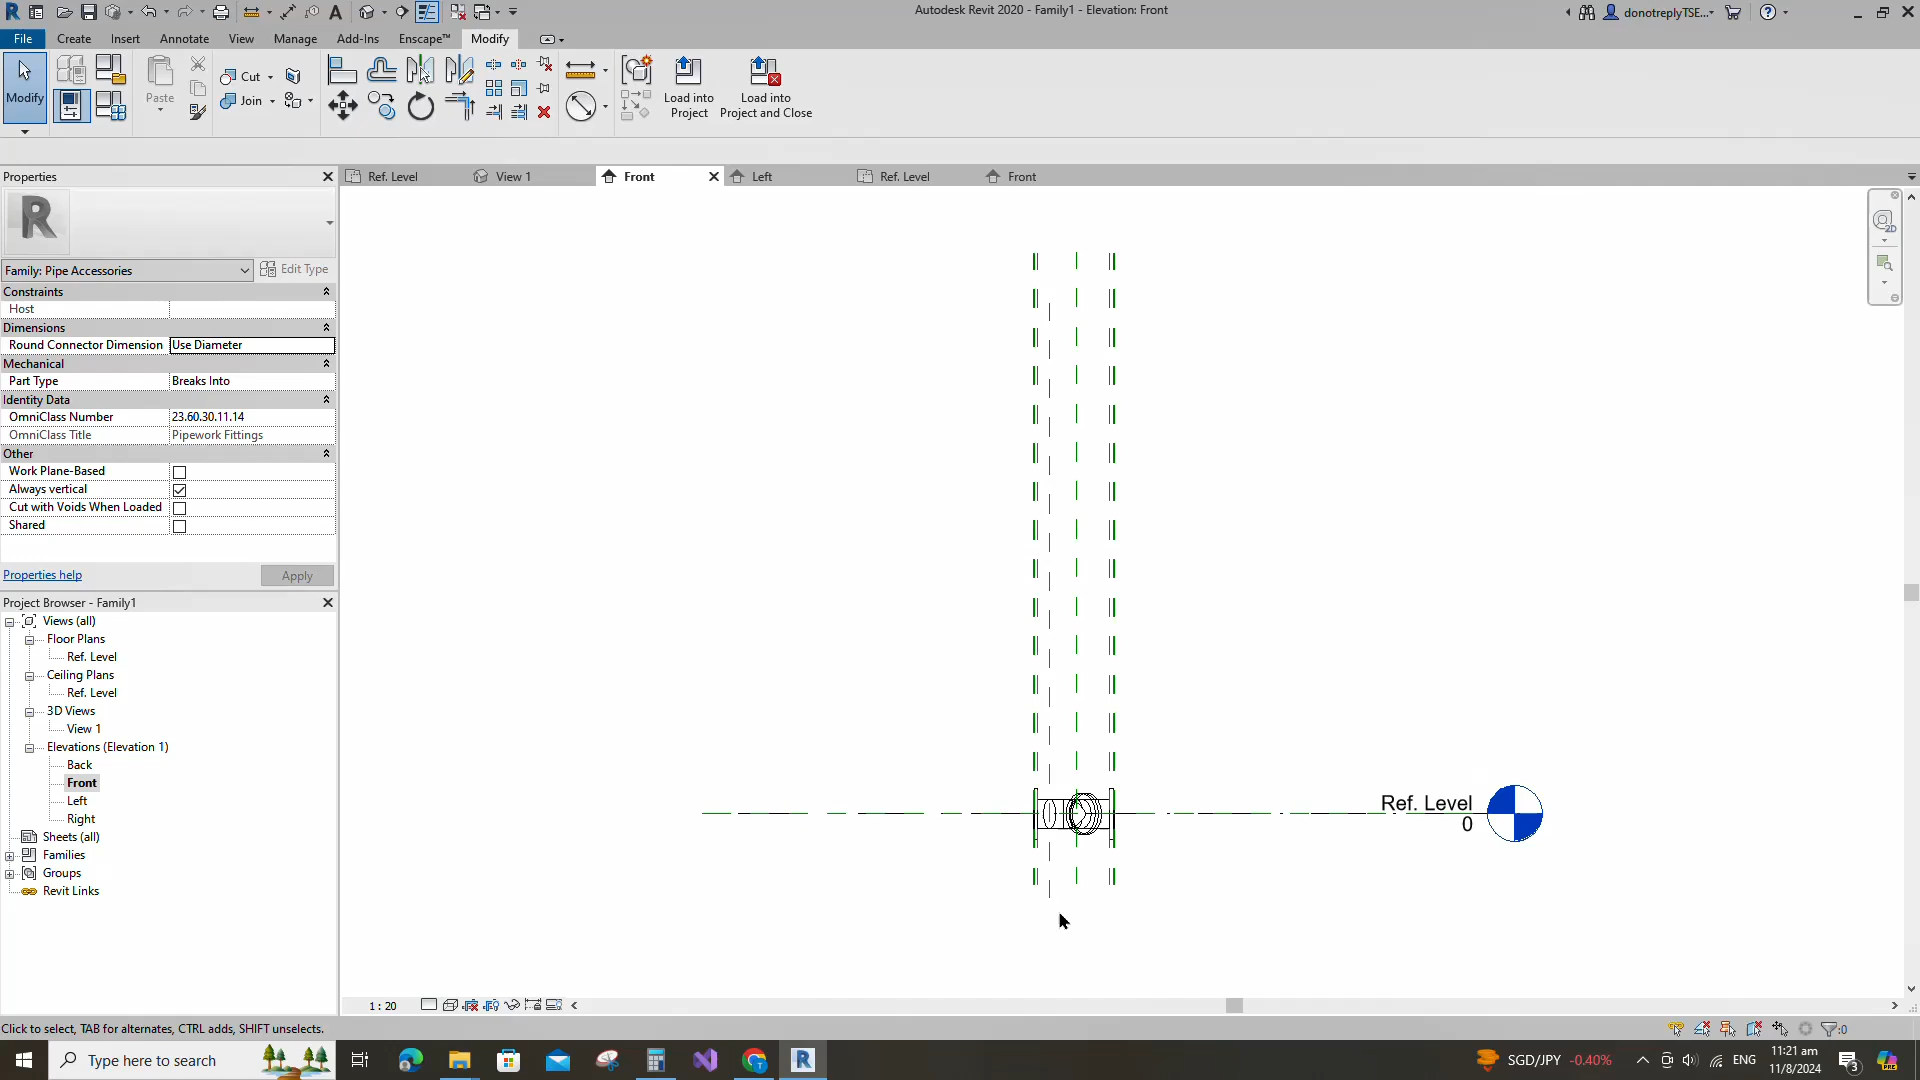 Autodesk Revit 2020 - Family1 - Elevation: Front
donotreplyTSE...
File Create Insert Annotate View Manage Add-Ins Enscape™ Modify
Modify
Paste
Cut
Join
Load into
Project
Load into
Project and Close
Properties
Ref. Level View 1 Front Left Ref. Level Front
Family: Pipe Accessories Edit Type
Constraints
Host
Dimensions
Round Connector Dimension Use Diameter
Mechanical
Part Type Breaks Into
Identity Data
OmniClass Number 23.60.30.11.14
OmniClass Title Pipework Fittings
Other
Work Plane-Based
Always vertical
Cut with Voids When Loaded
Shared
Properties help Apply
Project Browser - Family1
Views (all)
Floor Plans
Ref. Level
Ceiling Plans
Ref. Level
3D Views
View 1
Elevations (Elevation 1)
Back
Front
Left
Right
Sheets (all)
Families
Groups
Revit Links
2D
Ref. Level
0
1 : 20
Click to select, TAB for alternates, CTRL adds, SHIFT unselects.
:0
Type here to search
SGD/JPY -0.40%
ENG
11:21 am
11/8/2024
3
PRE